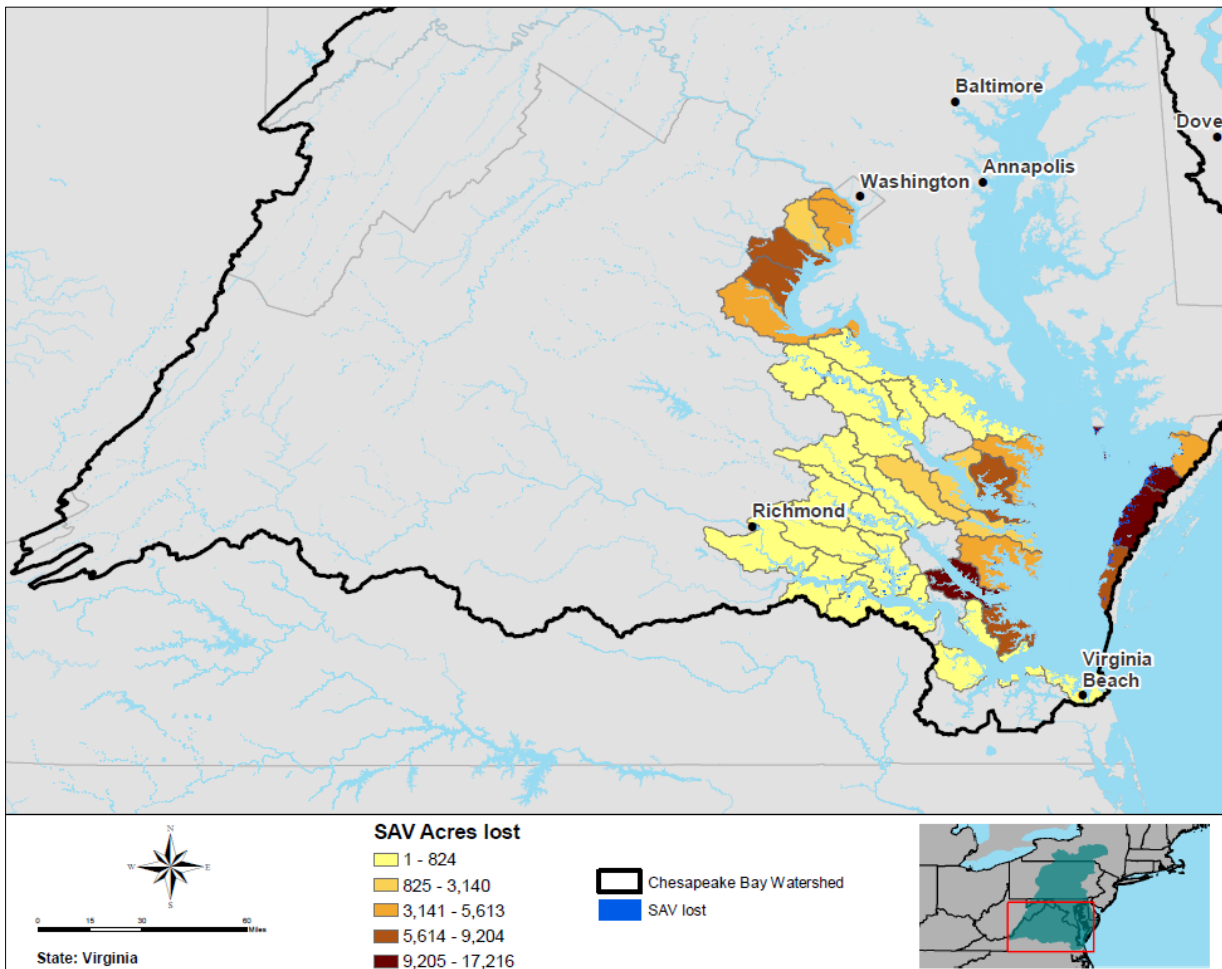 Baltimore
Dove
Annapolis
Washington
Richmond
Virginia
Beach
N
W E
S
0 15 30 60
Miles
State: Virginia
SAV Acres lost
1 - 824
825 - 3,140
3,141 - 5,613
5,614 - 9,204
9,205 - 17,216
Chesapeake Bay Watershed
SAV lost